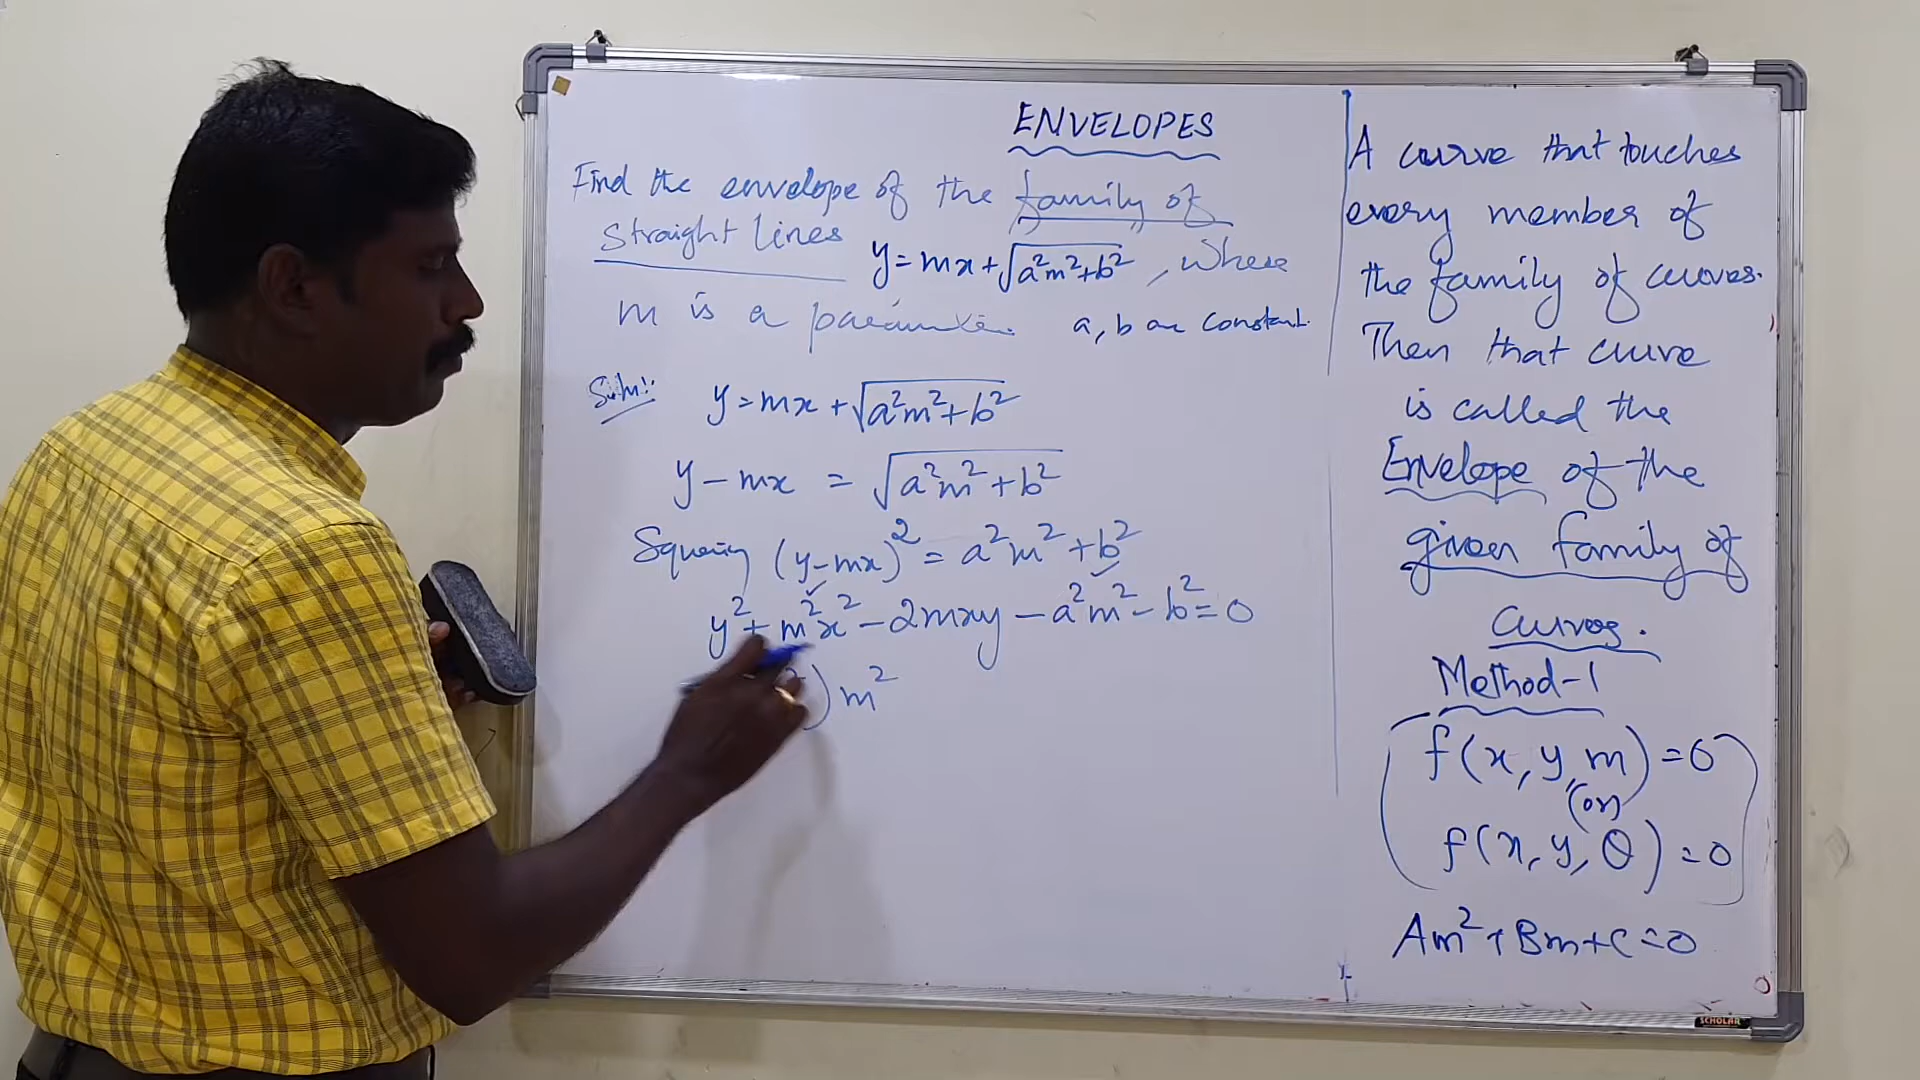 ENVELOPES
Find the envelope of the family of
straight lines y=mx+√(a²m²+b²), where
m is a parameter. a, b are constant.
Soln:
y=mx+√(a²m²+b²)
y-mx = √(a²m²+b²)
Squaring (y-mx)² = a²m²+b²
y²+m²x²-2mxy-a²m²-b²=0
²)m²
A curve that touches
every member of
the family of curves.
Then that curve
is called the
Envelope of the
given family of
Curves.
Method-1
f(x, y, m)=0
(or)
f(x, y, θ)=0
Am²+Bm+C=0
SCHOLAR